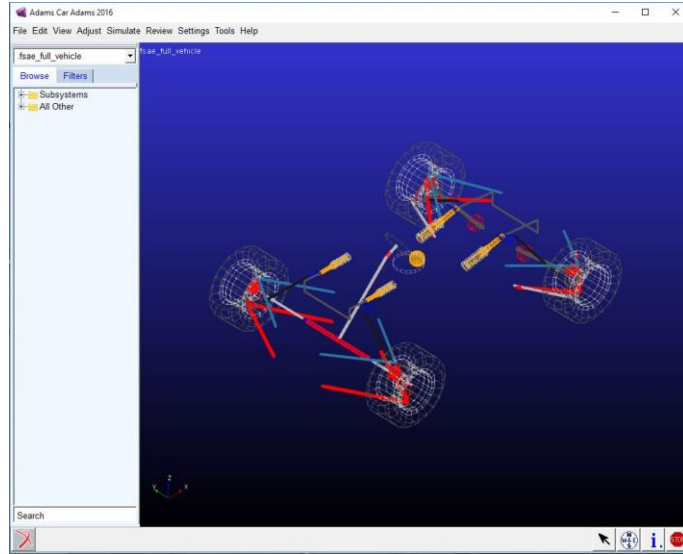 Adams Car Adams 2016
File Edit View Adjust Simulate Review Settings Tools Help
.fsae_full_vehicle
fsae_full_vehicle
Browse Filters
Subsystems
All Other
Z
Y X
Search
W E
i
STOP